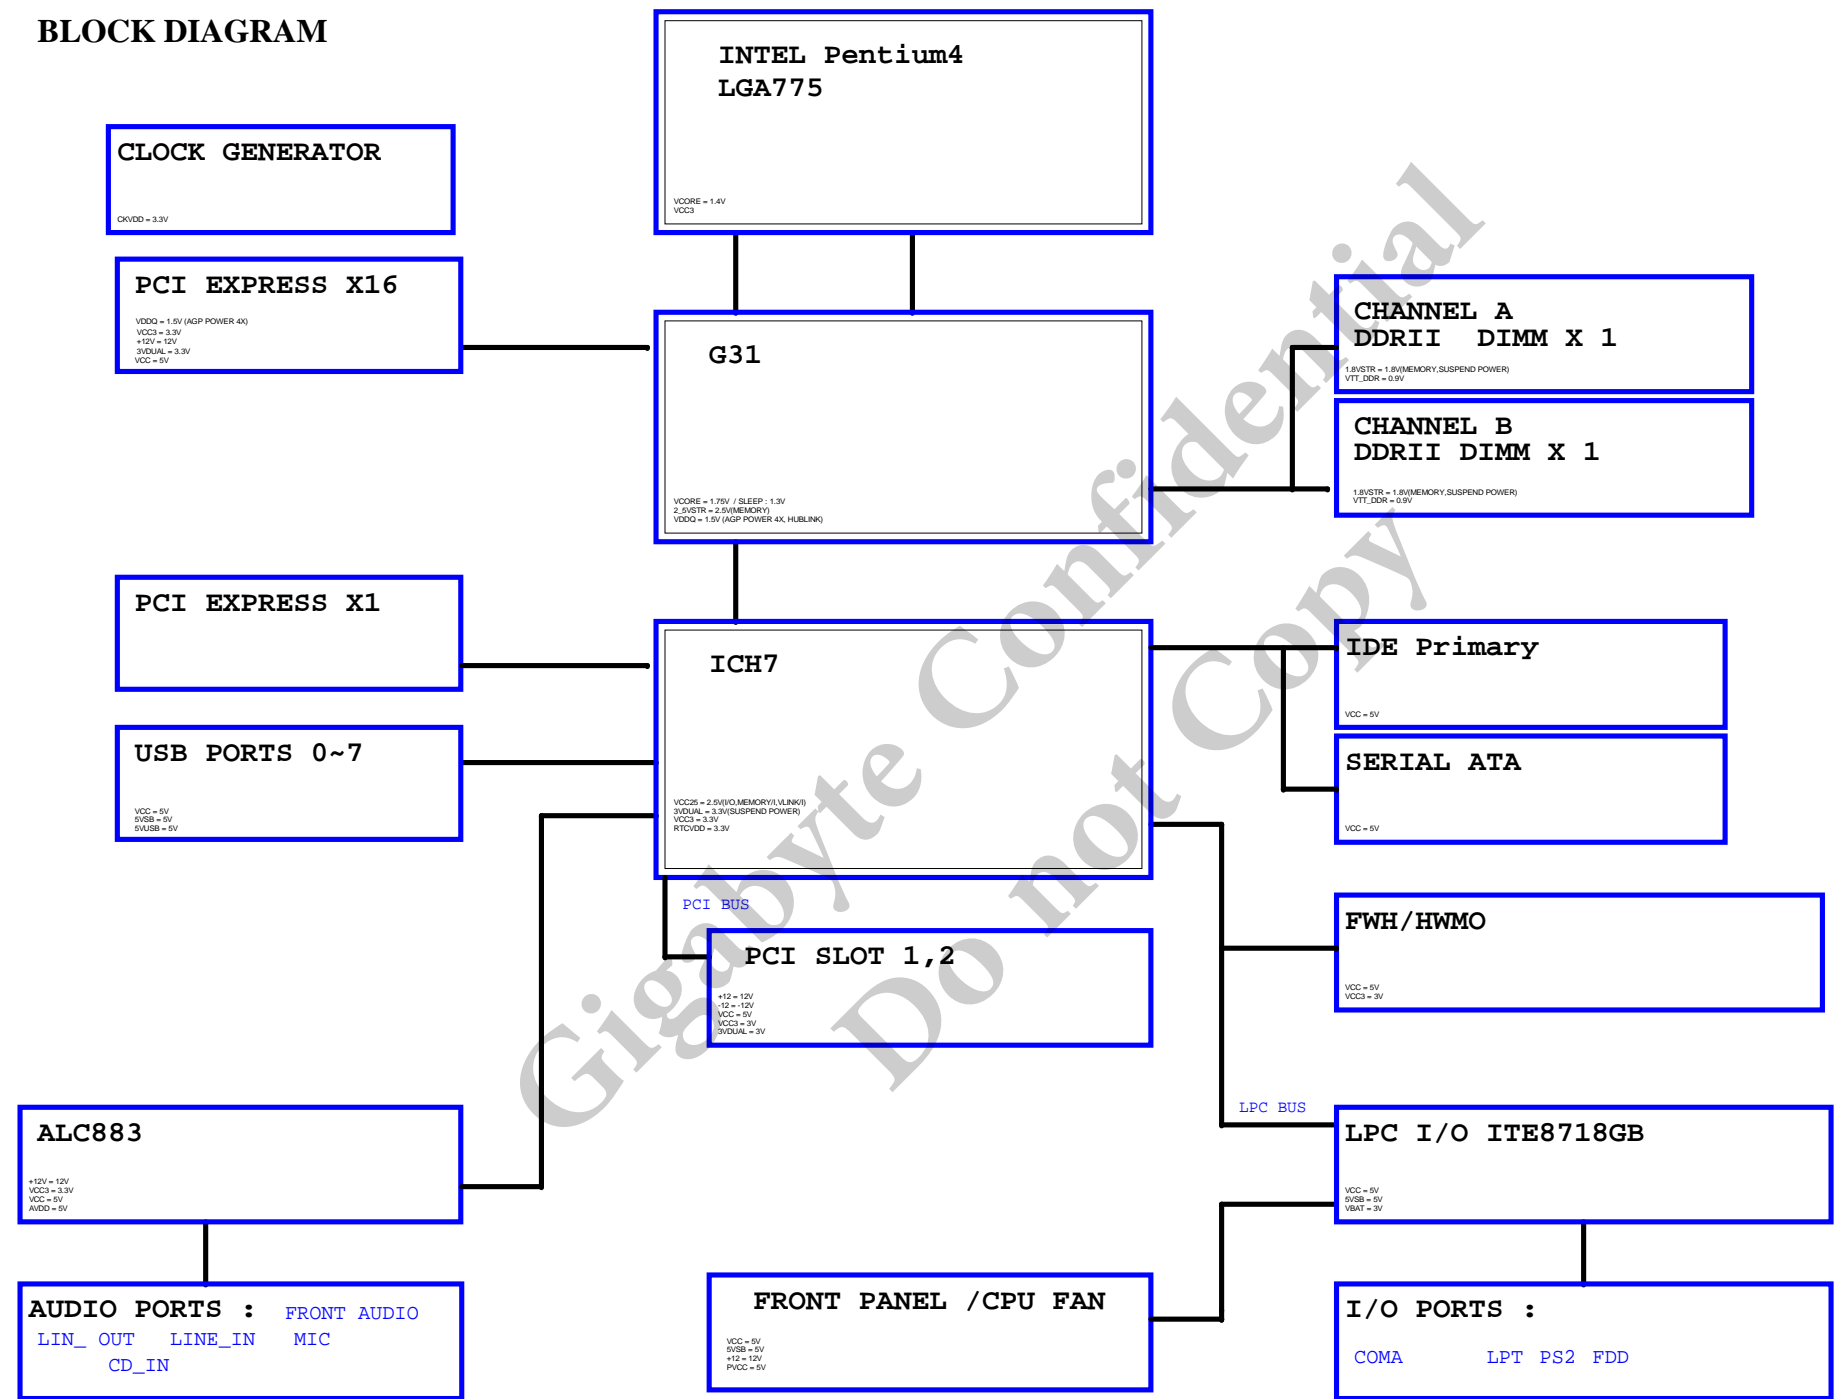 BLOCK DIAGRAM
INTEL Pentium4
LGA775
VCORE = 1.4V
VCC3
CLOCK GENERATOR
CKVDD = 3.3V
PCI EXPRESS X16
VDDQ = 1.5V (AGP POWER 4X)
VCC3 = 3.3V
+12V = 12V
3VDUAL = 3.3V
VCC = 5V
G31
VCORE = 1.75V / SLEEP : 1.3V
2_5VSTR = 2.5V(MEMORY)
VDDQ = 1.5V (AGP POWER 4X, HUBLINK)
CHANNEL A
DDRII DIMM X 1
1.8VSTR = 1.8V(MEMORY,SUSPEND POWER)
VTT_DDR = 0.9V
CHANNEL B
DDRII DIMM X 1
1.8VSTR = 1.8V(MEMORY,SUSPEND POWER)
VTT_DDR = 0.9V
PCI EXPRESS X1
ICH7
VCC25 = 2.5V(I/O,MEMORY/I,VLINK/I)
3VDUAL = 3.3V(SUSPEND POWER)
VCC3 = 3.3V
RTCVDD = 3.3V
IDE Primary
VCC = 5V
USB PORTS 0~7
VCC = 5V
5VSB = 5V
5VUSB = 5V
SERIAL ATA
VCC = 5V
PCI BUS
PCI SLOT 1,2
+12 = 12V
-12 = -12V
VCC = 5V
VCC3 = 3V
3VDUAL = 3V
FWH/HWMO
VCC = 5V
VCC3 = 3V
ALC883
+12V = 12V
VCC3 = 3.3V
VCC = 5V
AVDD = 5V
LPC BUS
LPC I/O ITE8718GB
VCC = 5V
5VSB = 5V
VBAT = 3V
AUDIO PORTS : FRONT AUDIO
LIN_ OUT LINE_IN MIC
CD_IN
FRONT PANEL /CPU FAN
VCC = 5V
5VSB = 5V
+12 = 12V
PVCC = 5V
I/O PORTS :
COMA LPT PS2 FDD
Gigabyte Confidential
Do not Copy